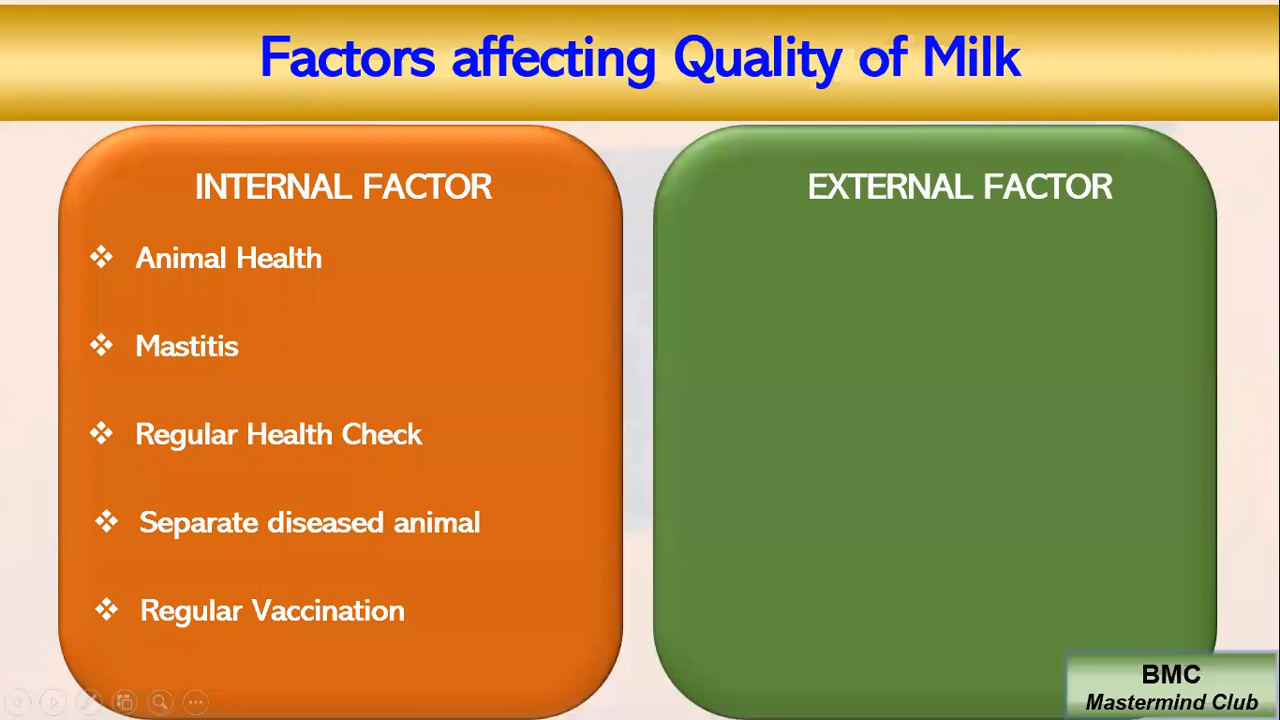 Factors affecting Quality of Milk
INTERNAL FACTOR
❖ Animal Health
❖ Mastitis
❖ Regular Health Check
❖ Separate diseased animal
❖ Regular Vaccination
EXTERNAL FACTOR
BMC
Mastermind Club